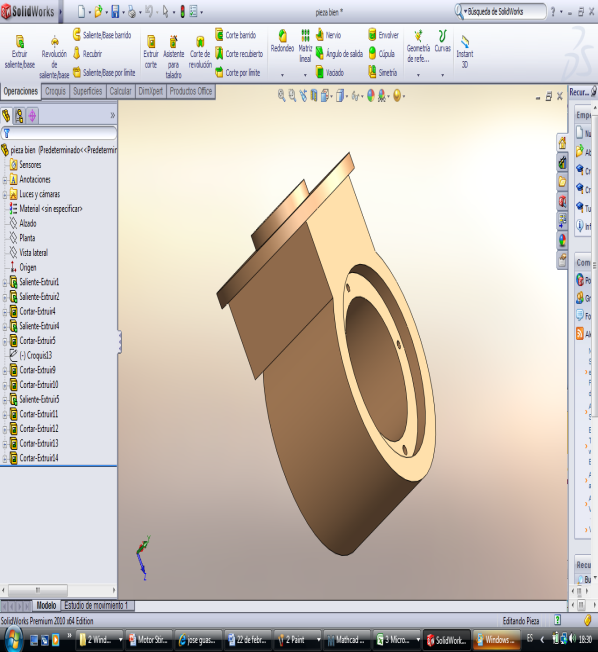 SolidWorks
pieza bien *
Búsqueda de SolidWorks
Extruir saliente/base
Revolución de saliente/base
Saliente/Base barrido
Recubrir
Saliente/Base por límite
Extruir corte
Asistente para taladro
Corte de revolución
Corte barrido
Corte recubierto
Corte por límite
Redondeo
Matriz lineal
Nervio
Ángulo de salida
Vaciado
Envolver
Cúpula
Simetría
Geometría de refe...
Curvas
Instant 3D
Operaciones
Croquis
Superficies
Calcular
DimXpert
Productos Office
Recur...
pieza bien (Predeterminado<<Predetermin
Sensores
Anotaciones
Luces y cámaras
Material <sin especificar>
Alzado
Planta
Vista lateral
Origen
Saliente-Extruir1
Saliente-Extruir2
Cortar-Extruir4
Saliente-Extruir4
Cortar-Extruir5
(-) Croquis13
Cortar-Extruir9
Cortar-Extruir10
Saliente-Extruir5
Cortar-Extruir11
Cortar-Extruir12
Cortar-Extruir13
Cortar-Extruir14
Modelo
Estudio de movimiento 1
SolidWorks Premium 2010 x64 Edition
Editando Pieza
2 Wind...
Motor Stir...
jose guas...
22 de febr...
2 Paint
Mathcad ...
3 Micro...
SolidWork...
Windows ...
ES
18:30